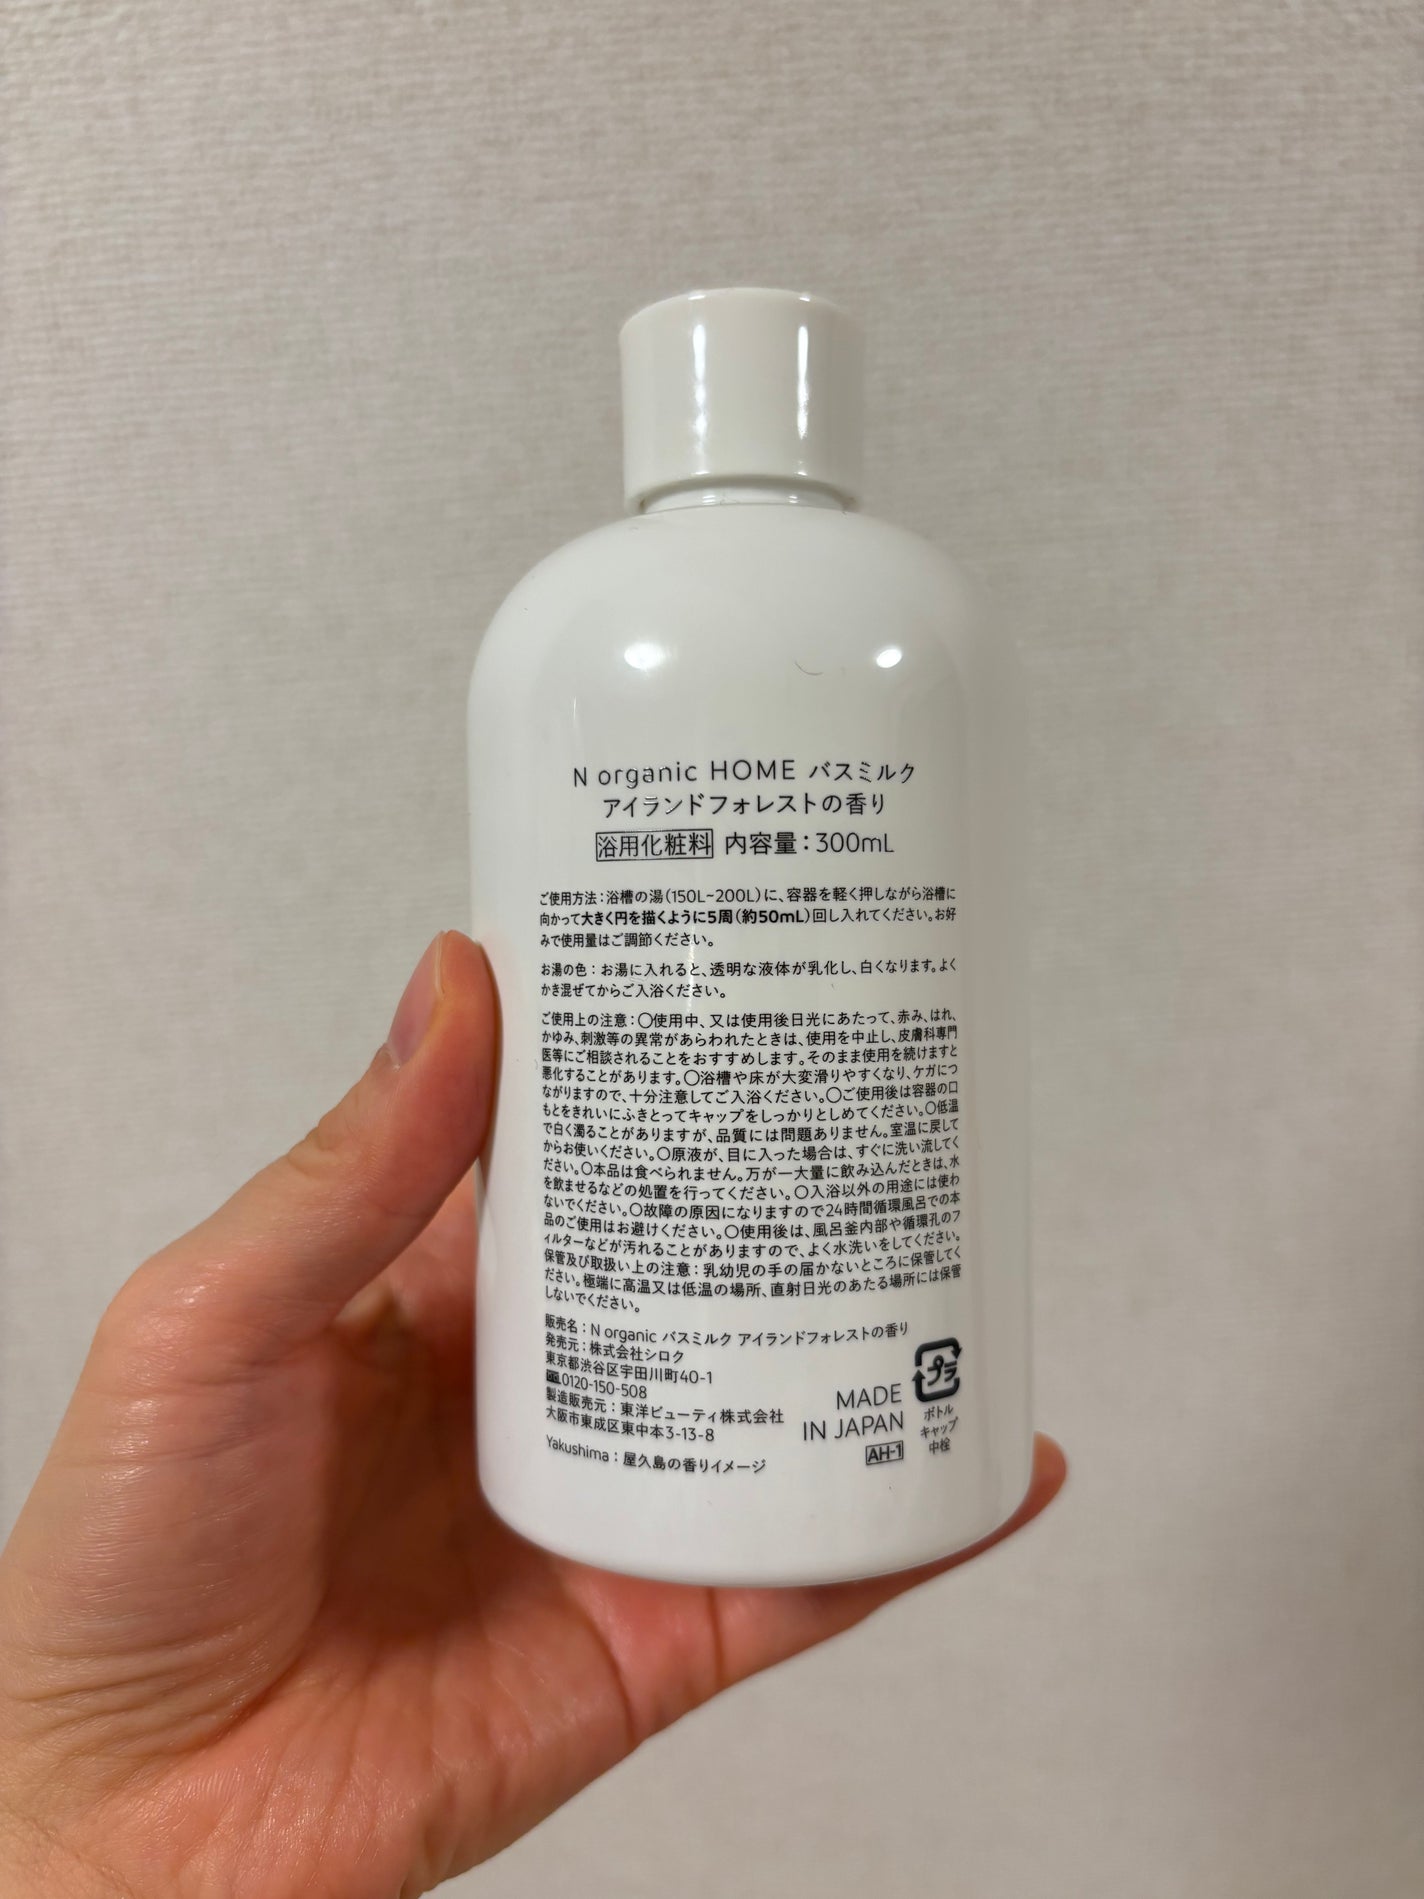 N organic HOME バスミルク
アイランドフォレストの香り
浴用化粧料 内容量：300mL
ご使用方法：浴槽の湯（150L~200L）に、容器を軽く押しながら浴槽に
向かって大きく円を描くように5周（約50mL）回し入れてください。お好
みで使用量はご調節ください。
お湯の色：お湯に入れると、透明な液体が乳化し、白くなります。よく
かき混ぜてからご入浴ください。
ご使用上の注意：○使用中、又は使用後日光にあたって、赤み、はれ、
かゆみ、刺激等の異常があらわれたときは、使用を中止し、皮膚科専門
医等にご相談されることをおすすめします。そのまま使用を続けますと
悪化することがあります。○浴槽や床が大変滑りやすくなり、ケガにつ
ながりますので、十分注意してご入浴ください。○ご使用後は容器の口
もとをきれいにふきとってキャップをしっかりとしめてください。○低温
で白く濁ることがありますが、品質には問題ありません。室温に戻して
からお使いください。○原液が、目に入った場合は、すぐに洗い流してく
ださい。○本品は食べられません。万が一大量に飲み込んだときは、水
を飲ませるなどの処置を行ってください。○入浴以外の用途には使わ
ないでください。○故障の原因になりますので24時間循環風呂での本
品のご使用はお避けください。○使用後は、風呂釜内部や循環孔のフ
ィルターなどが汚れることがありますので、よく水洗いをしてください。
保管及び取扱い上の注意：乳幼児の手の届かないところに保管してく
ださい。極端に高温又は低温の場所、直射日光のあたる場所には保管
しないでください。
販売名：N organic バスミルク アイランドフォレストの香り
発売元：株式会社シロク
東京都渋谷区宇田川町40-1
0120-150-508
製造販売元：東洋ビューティ株式会社
大阪市東成区東中本3-13-8
Yakushima：屋久島の香りイメージ
MADE
IN JAPAN
AH-1
プラ
ボトル
キャップ
中栓